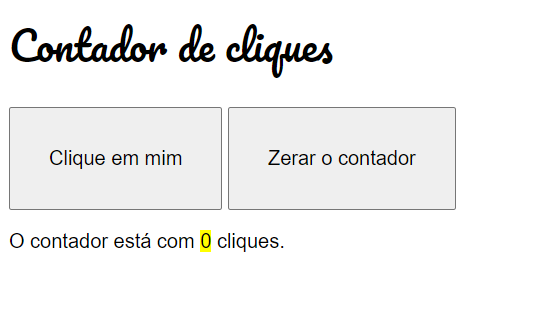 Contador de cliques
Clique em mim Zerar o contador
O contador está com 0 cliques.